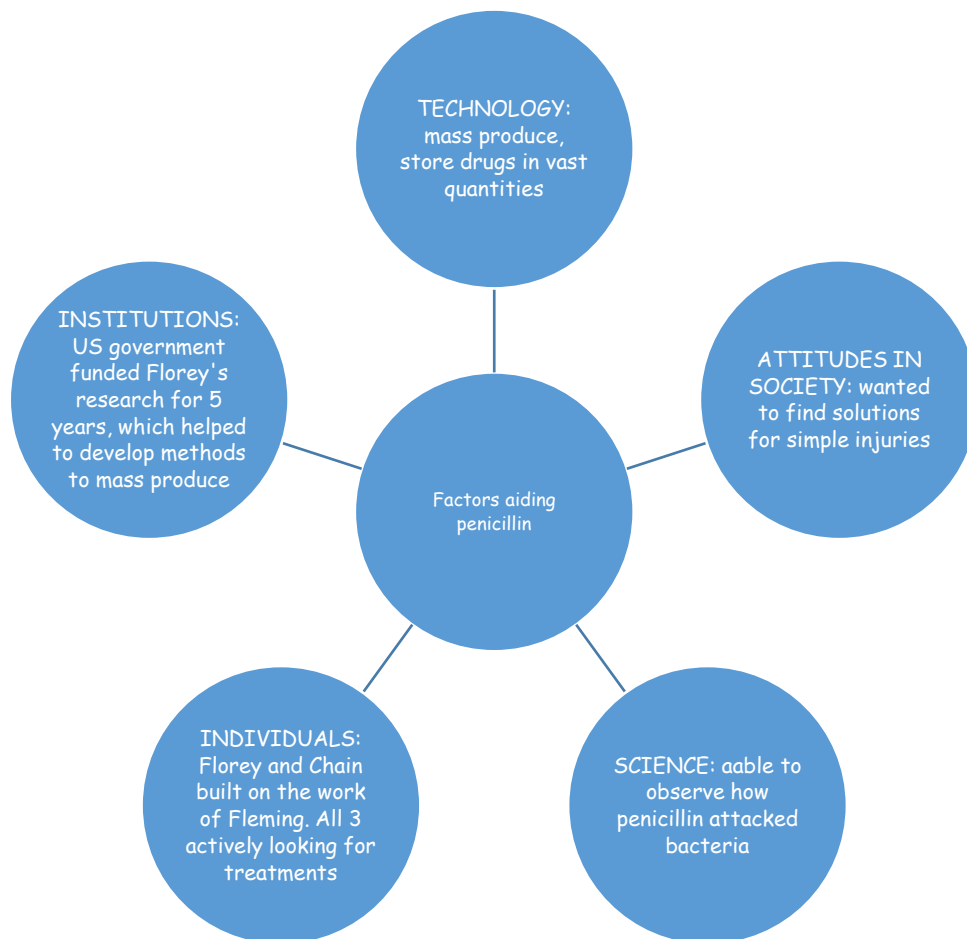 TECHNOLOGY:
mass produce,
store drugs in vast
quantities
ATTITUDES IN
SOCIETY: wanted
to find solutions
for simple injuries
SCIENCE: aable to
observe how
penicillin attacked
bacteria
INDIVIDUALS:
Florey and Chain
built on the work
of Fleming. All 3
actively looking for
treatments
INSTITUTIONS:
US government
funded Florey's
research for 5
years, which helped
to develop methods
to mass produce
Factors aiding
penicillin